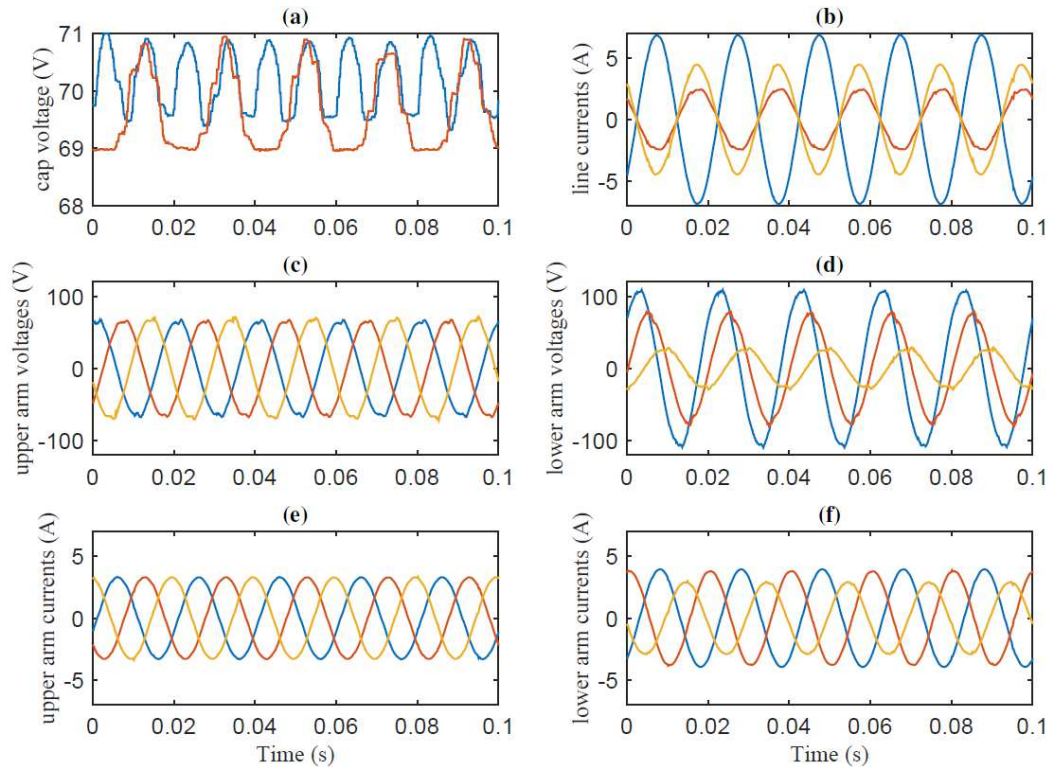 (a)
cap voltage (V)
71
70
69
68
0 0.02 0.04 0.06 0.08 0.1
(b)
line currents (A)
5
0
-5
0 0.02 0.04 0.06 0.08 0.1
(c)
upper arm voltages (V)
100
0
-100
0 0.02 0.04 0.06 0.08 0.1
(d)
lower arm voltages (V)
100
0
-100
0 0.02 0.04 0.06 0.08 0.1
(e)
upper arm currents (A)
5
0
-5
0 0.02 0.04 0.06 0.08 0.1
Time (s)
(f)
lower arm currents (A)
5
0
-5
0 0.02 0.04 0.06 0.08 0.1
Time (s)